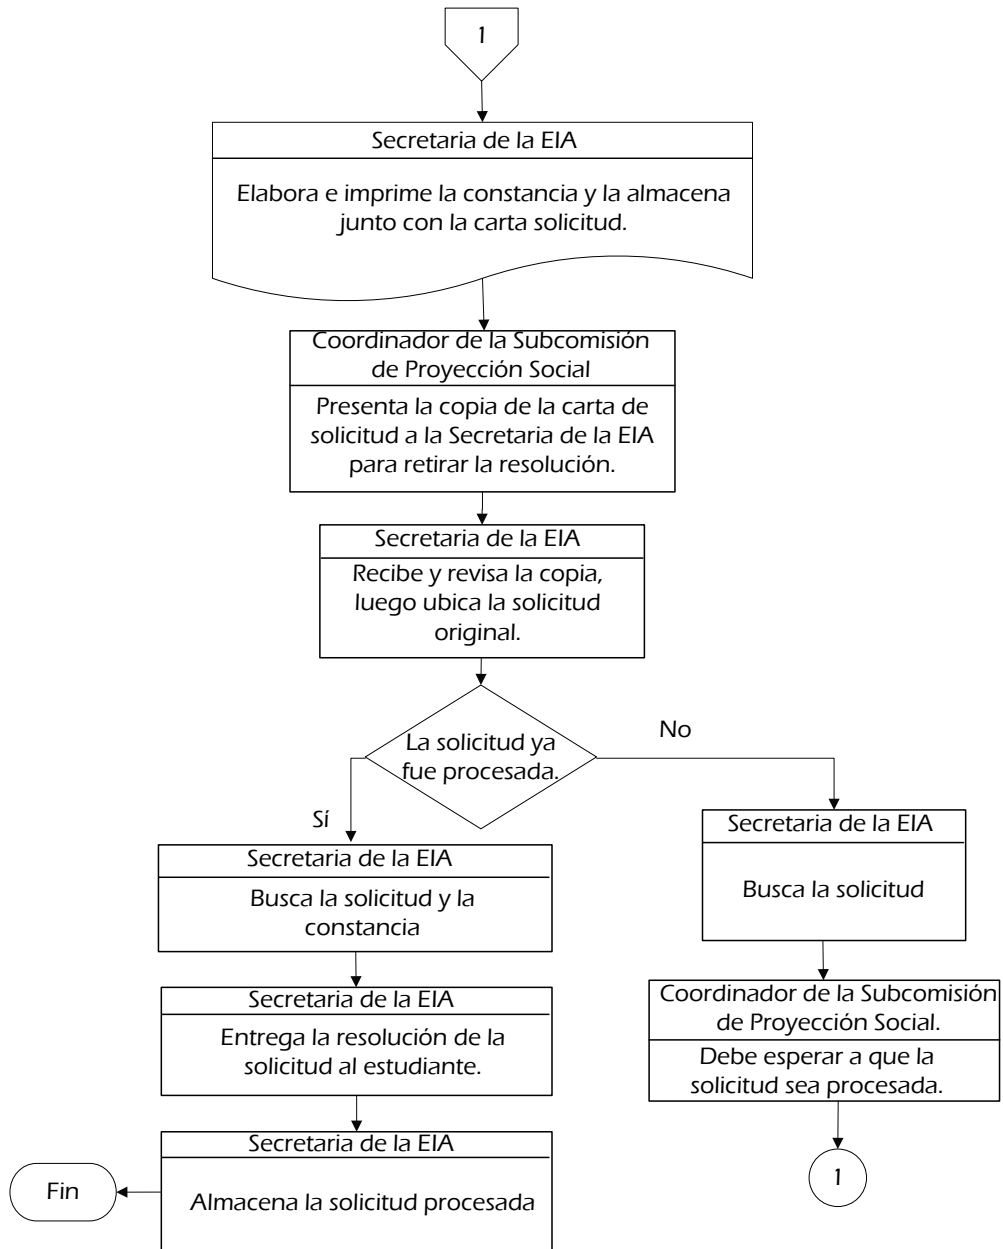 1
Secretaria de la EIA
Elabora e imprime la constancia y la almacena
junto con la carta solicitud.
Coordinador de la Subcomisión
de Proyección Social
Presenta la copia de la carta de
solicitud a la Secretaria de la EIA
para retirar la resolución.
Secretaria de la EIA
Recibe y revisa la copia,
luego ubica la solicitud
original.
La solicitud ya
fue procesada.
No
Sí
Secretaria de la EIA
Busca la solicitud y la
constancia
Secretaria de la EIA
Entrega la resolución de la
solicitud al estudiante.
Secretaria de la EIA
Almacena la solicitud procesada
Fin
Secretaria de la EIA
Busca la solicitud
Coordinador de la Subcomisión
de Proyección Social.
Debe esperar a que la
solicitud sea procesada.
1